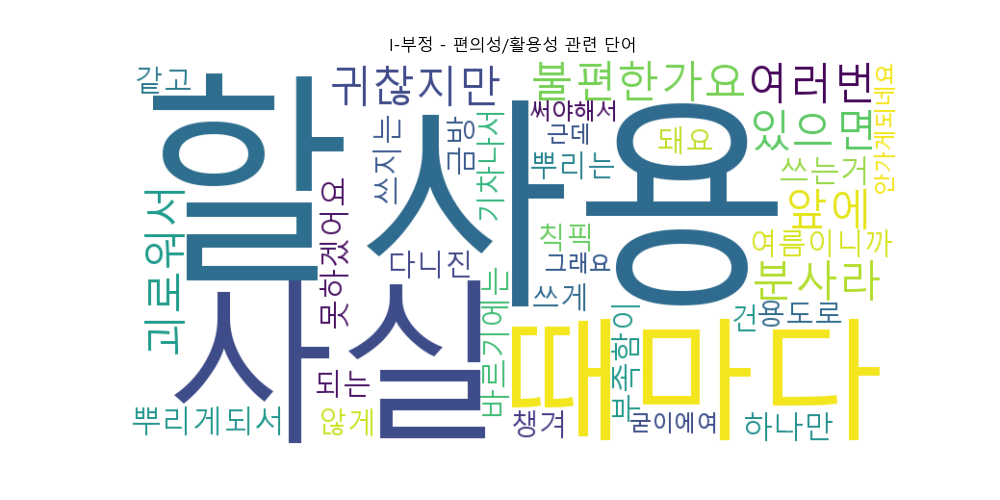 I-부정 - 편의성/활용성 관련 단어
같고
귀찮지만
불편한가요
여러번
안가게되네요
할
사용
써야해서
근데
돼요
있으면
쓰지는
금방
기차나서
뿌리는
쓰는거
괴로워서
못하겠어요
앞에
칙픽
여름이니까
다니진
그래요
분사라
쓰게
바르기에는
사실
때마다
부족함이
건
용도로
되는
뿌리게되서
않게
챙겨
굳이에여
하나만